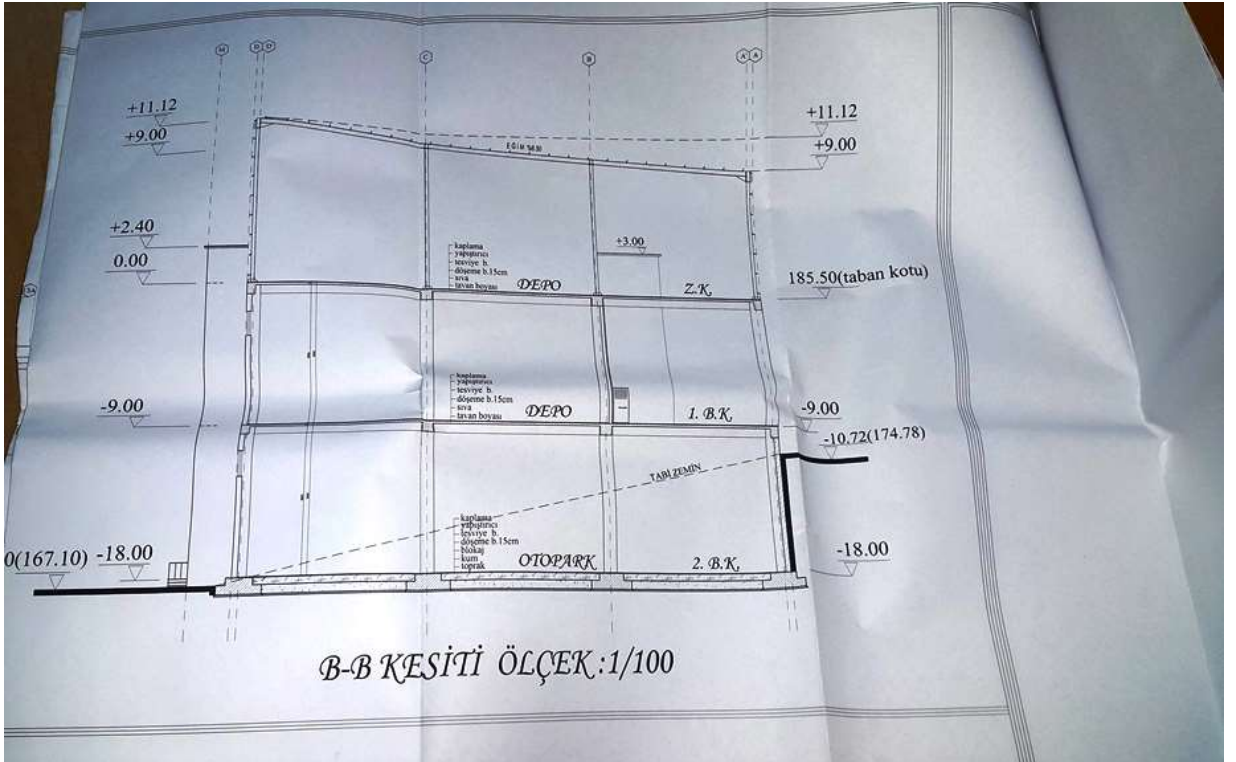 H
D
D'
C
B
A'
A
+11.12
+9.00
+11.12
+9.00
EĞİM
+2.40
0.00
+3.00
kaplama
yapıştırıcı
tesviye b.
döşeme b.15cm
sıva
tavan boyası
DEPO
Z.K.
185.50(taban kotu)
kaplama
yapıştırıcı
tesviye b.
döşeme b.15cm
sıva
tavan boyası
DEPO
1. B.K.
-9.00
-9.00
-10.72(174.78)
TABİ ZEMİN
kaplama
yapıştırıcı
tesviye b.
döşeme b.15cm
blokaj
kum
toprak
OTOPARK
2. B.K.
0(167.10)
-18.00
-18.00
B-B KESİTİ ÖLÇEK:1/100